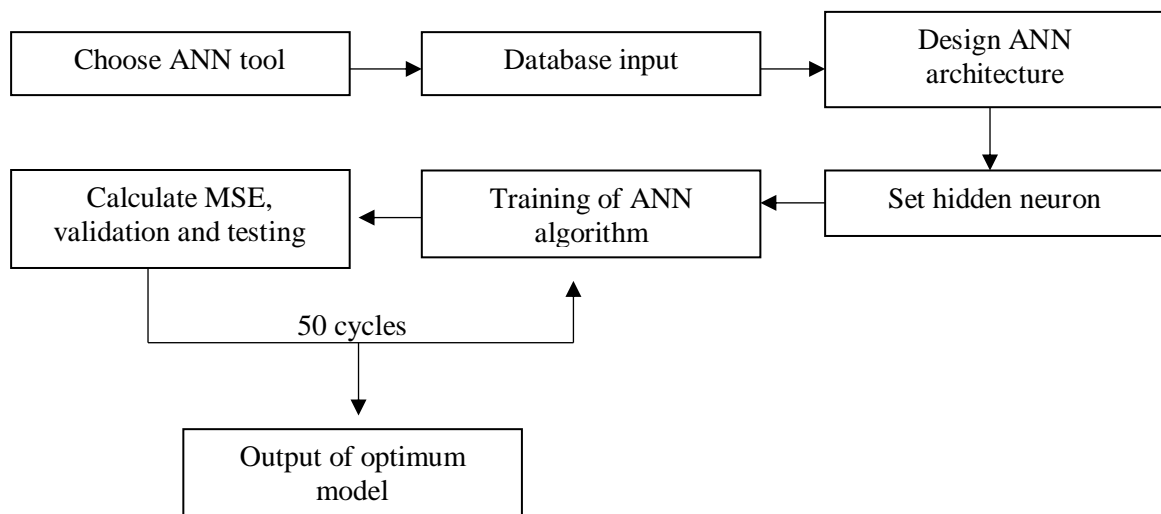 Choose ANN tool
Database input
Design ANN
architecture
Set hidden neuron
Training of ANN
algorithm
Calculate MSE,
validation and testing
50 cycles
Output of optimum
model